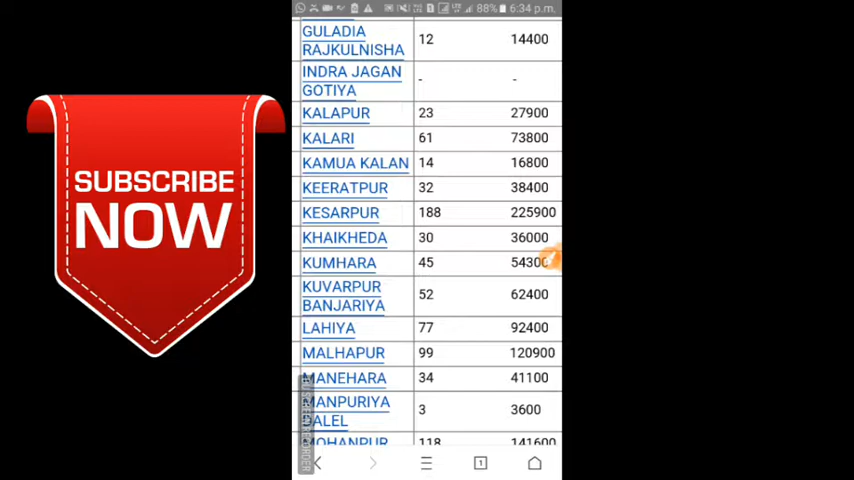 88% 6:34 p.m.
SUBSCRIBE
NOW
GULADIA
RAJKULNISHA 12 14400
INDRA JAGAN
GOTIYA - -
KALAPUR 23 27900
KALARI 61 73800
KAMUA KALAN 14 16800
KEERATPUR 32 38400
KESARPUR 188 225900
KHAIKHEDA 30 36000
KUMHARA 45 54300
KUVARPUR
BANJARIYA 52 62400
LAHIYA 77 92400
MALHAPUR 99 120900
MANEHARA 34 41100
MANPURIYA
DALEL 3 3600
MOHANPUR 118 141600
1